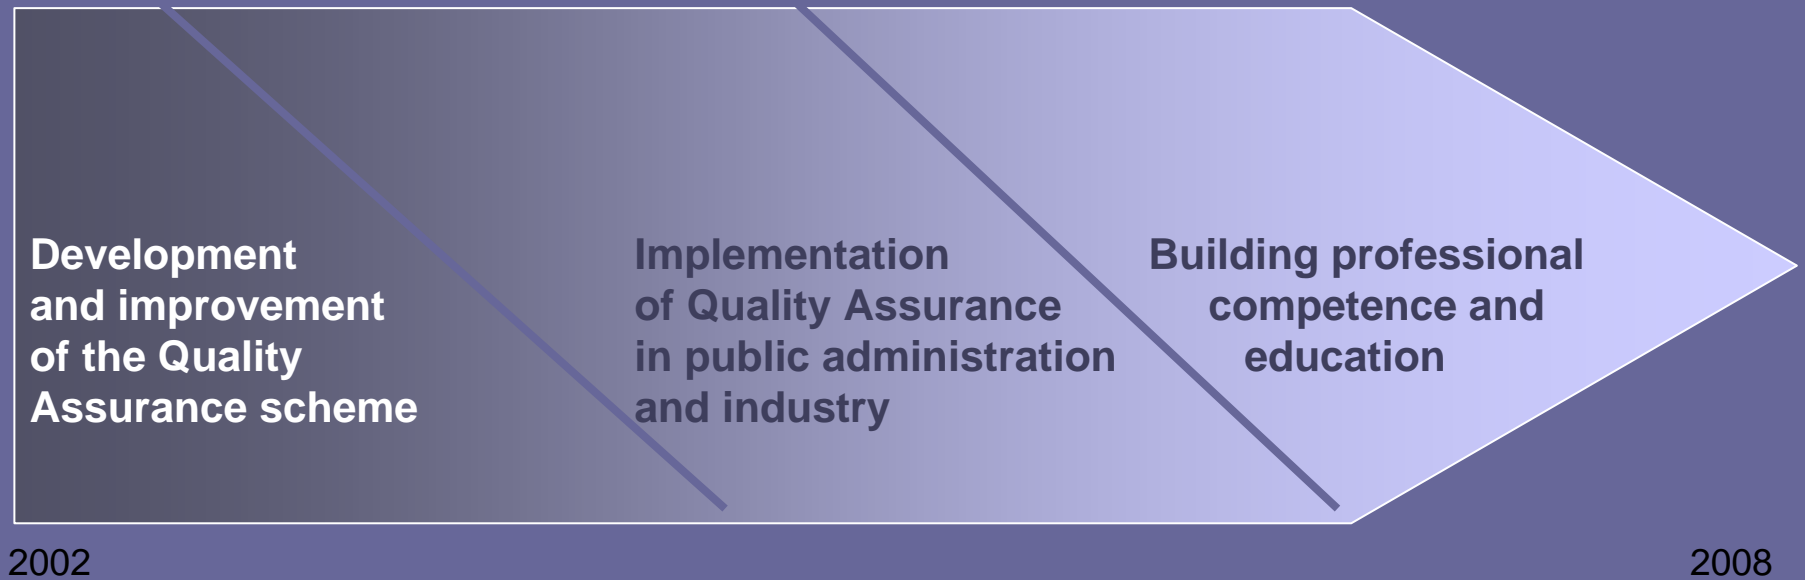 Development
and improvement
of the Quality
Assurance scheme
Implementation
of Quality Assurance
in public administration
and industry
Building professional
competence and
education
2002
2008